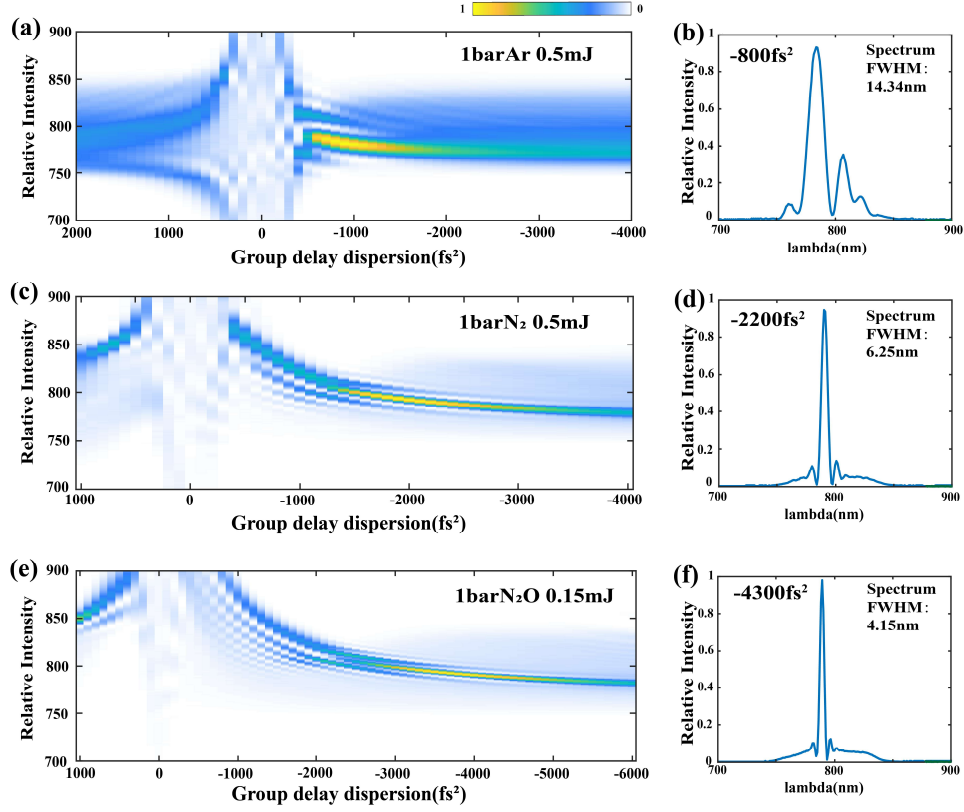 1
0
(a)
900
850
800
750
700
Relative Intensity
1barAr 0.5mJ
2000
1000
0
-1000
-2000
-3000
-4000
Group delay dispersion(fs²)
(b)
1
0.8
0.6
0.4
0.2
0
Relative Intensity
-800fs²
Spectrum
FWHM:
14.34nm
700
800
900
lambda(nm)
(c)
900
850
800
750
700
Relative Intensity
1barN₂ 0.5mJ
1000
0
-1000
-2000
-3000
-4000
Group delay dispersion(fs²)
(d)
1
0.8
0.6
0.4
0.2
0
Relative Intensity
-2200fs²
Spectrum
FWHM:
6.25nm
700
800
900
lambda(nm)
(e)
900
850
800
750
700
Relative Intensity
1barN₂O 0.15mJ
1000
0
-1000
-2000
-3000
-4000
-5000
-6000
Group delay dispersion(fs²)
(f)
1
0.8
0.6
0.4
0.2
0
Relative Intensity
-4300fs²
Spectrum
FWHM:
4.15nm
700
800
900
lambda(nm)